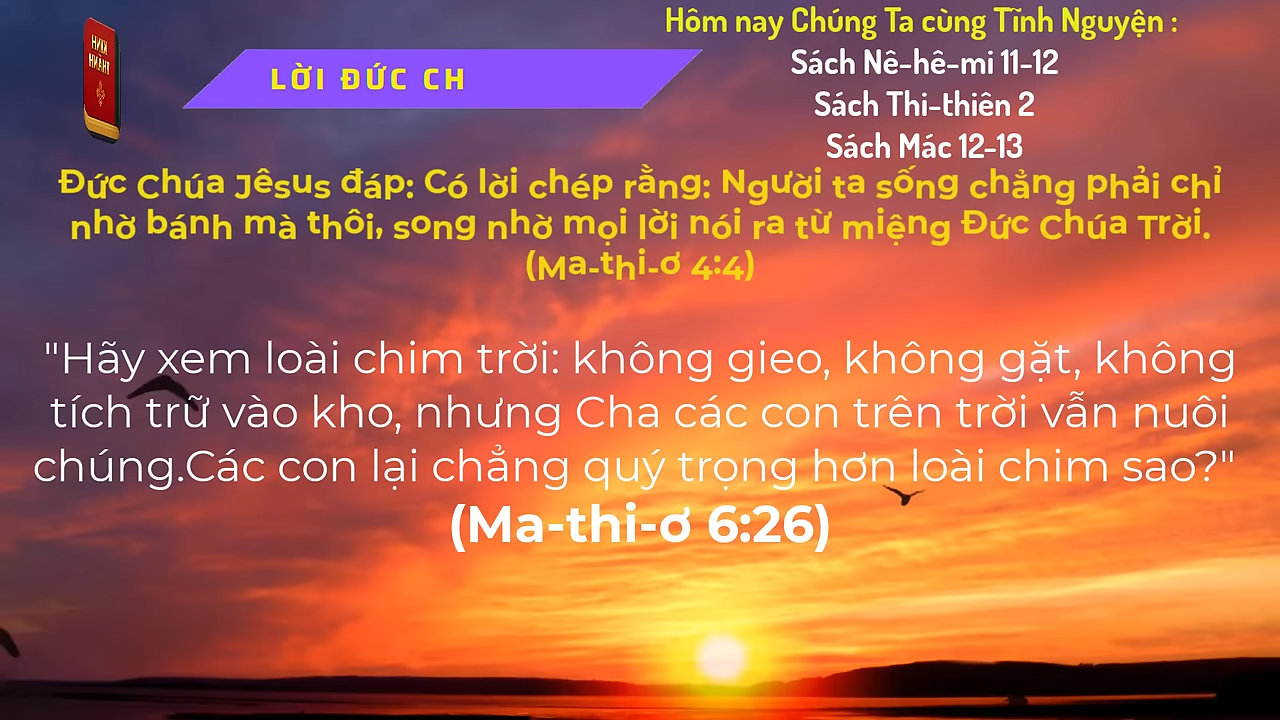 KINH
THÁNH
LỜI ĐỨC CH
Hôm nay Chúng Ta cùng Tĩnh Nguyện :
Sách Nê-hê-mi 11-12
Sách Thi-thiên 2
Sách Mác 12-13
Đức Chúa Jêsus đáp: Có lời chép rằng: Người ta sống chẳng phải chỉ
nhờ bánh mà thôi, song nhờ mọi lời nói ra từ miệng Đức Chúa Trời.
(Ma-thi-ơ 4:4)
"Hãy xem loài chim trời: không gieo, không gặt, không
tích trữ vào kho, nhưng Cha các con trên trời vẫn nuôi
chúng.Các con lại chẳng quý trọng hơn loài chim sao?"
(Ma-thi-ơ 6:26)